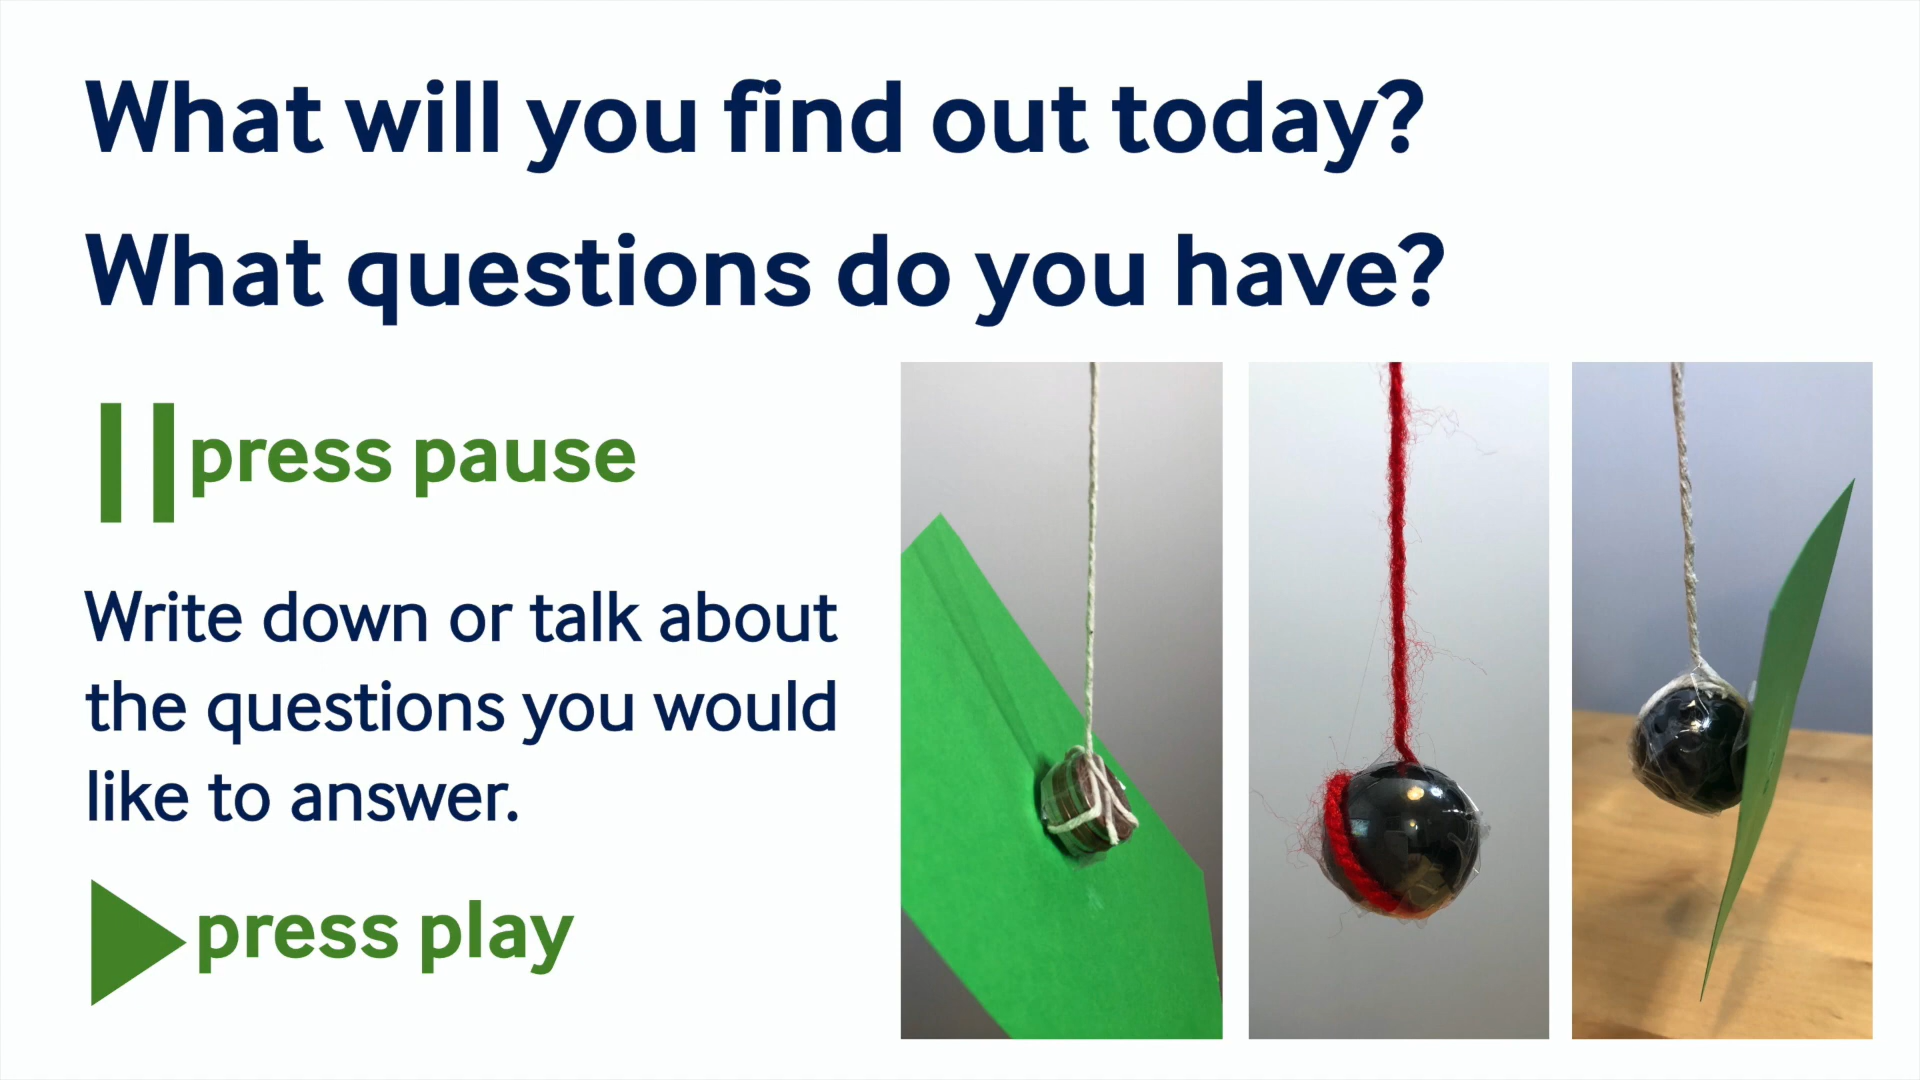 What will you find out today?
What questions do you have?
press pause
Write down or talk about
the questions you would
like to answer.
press play